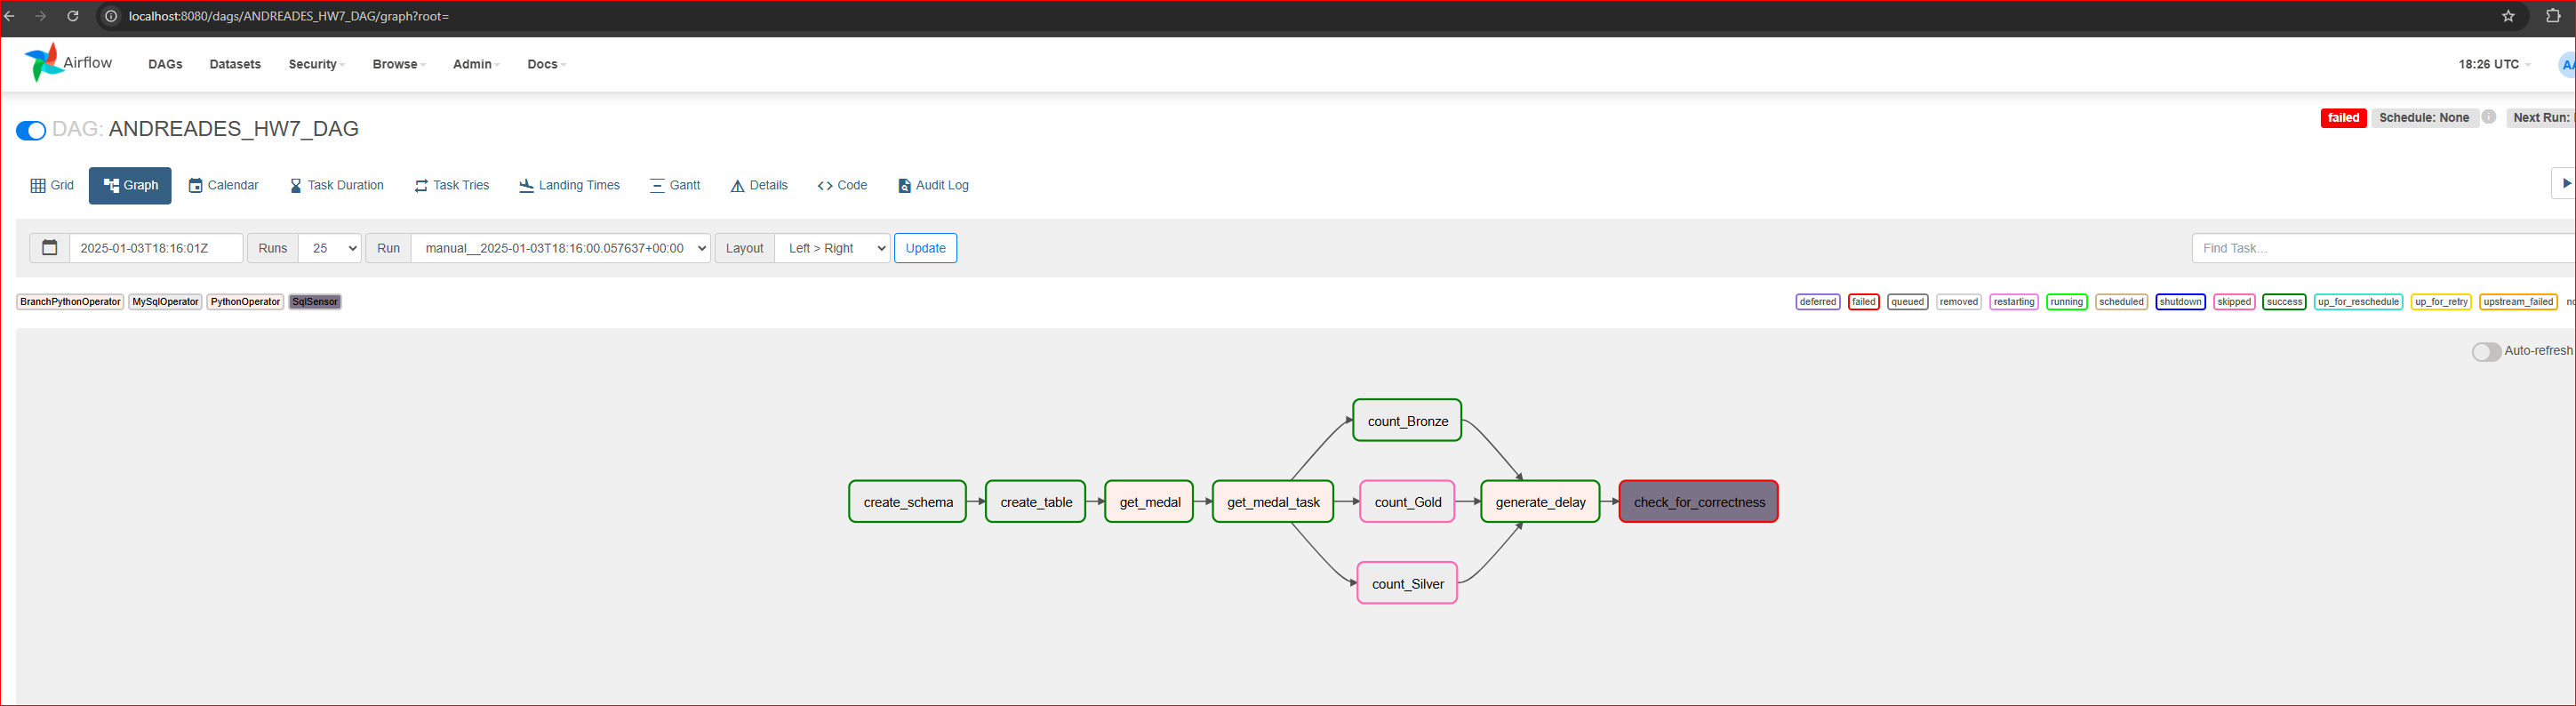 localhost:8080/dags/ANDREADES_HW7_DAG/graph?root=
Airflow DAGs Datasets Security Browse Admin Docs 18:26 UTC AA
DAG: ANDREADES_HW7_DAG failed Schedule: None Next Run:
Grid Graph Calendar Task Duration Task Tries Landing Times Gantt Details Code Audit Log
2025-01-03T18:16:01Z Runs 25 Run manual__2025-01-03T18:16:00.057637+00:00 Layout Left > Right Update Find Task...
BranchPythonOperator MySqlOperator PythonOperator SqlSensor deferred failed queued removed restarting running scheduled shutdown skipped success up_for_reschedule up_for_retry upstream_failed
Auto-refresh
count_Bronze
create_schema create_table get_medal get_medal_task count_Gold generate_delay check_for_correctness
count_Silver